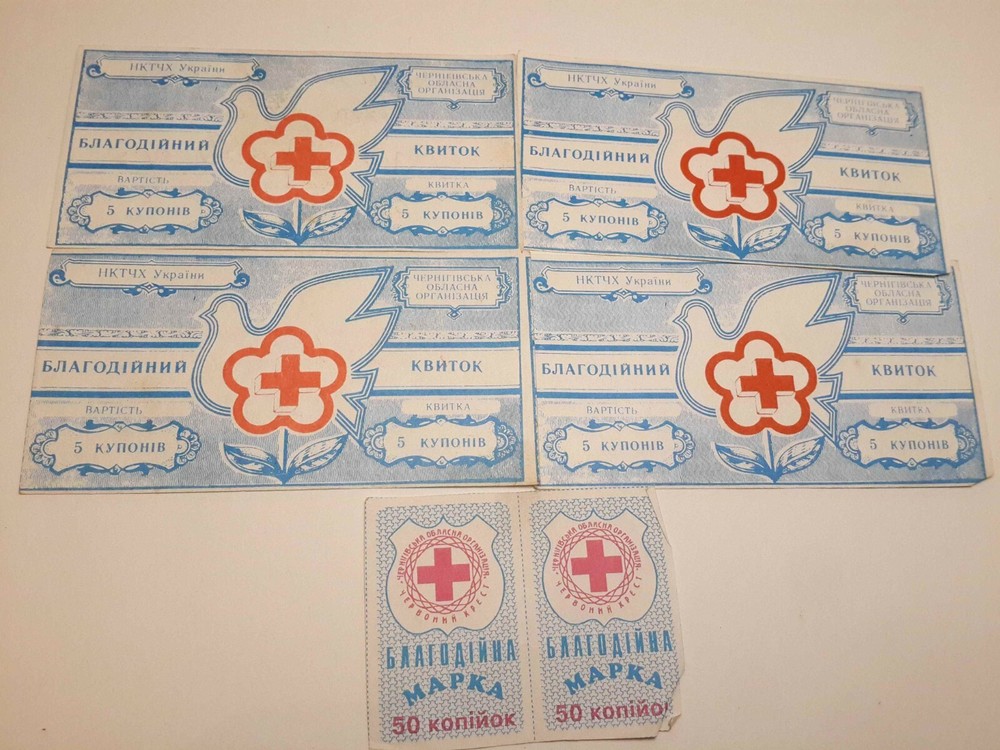 НКТЧХ України
ЧЕРНІГІВСЬКА
ОБЛАСНА
ОРГАНІЗАЦІЯ
БЛАГОДІЙНИЙ
КВИТОК
ВАРТІСТЬ
КВИТКА
5 КУПОНІВ
5 КУПОНІВ
НКТЧХ України
ЧЕРНІГІВСЬКА
ОБЛАСНА
ОРГАНІЗАЦІЯ
БЛАГОДІЙНИЙ
КВИТОК
ВАРТІСТЬ
КВИТКА
5 КУПОНІВ
5 КУПОНІВ
НКТЧХ України
ЧЕРНІГІВСЬКА
ОБЛАСНА
ОРГАНІЗАЦІЯ
БЛАГОДІЙНИЙ
КВИТОК
ВАРТІСТЬ
КВИТКА
5 КУПОНІВ
5 КУПОНІВ
НКТЧХ України
ЧЕРНІГІВСЬКА
ОБЛАСНА
ОРГАНІЗАЦІЯ
БЛАГОДІЙНИЙ
КВИТОК
ВАРТІСТЬ
КВИТКА
5 КУПОНІВ
5 КУПОНІВ
ЧЕРНІГІВСЬКА ОБЛАСНА ОРГАНІЗАЦІЯ
ЧЕРВОНИЙ ХРЕСТ
БЛАГОДІЙНА
МАРКА
50 копійок
ЧЕРНІГІВСЬКА ОБЛАСНА ОРГАНІЗАЦІЯ
ЧЕРВОНИЙ ХРЕСТ
БЛАГОДІЙНА
МАРКА
50 копійо